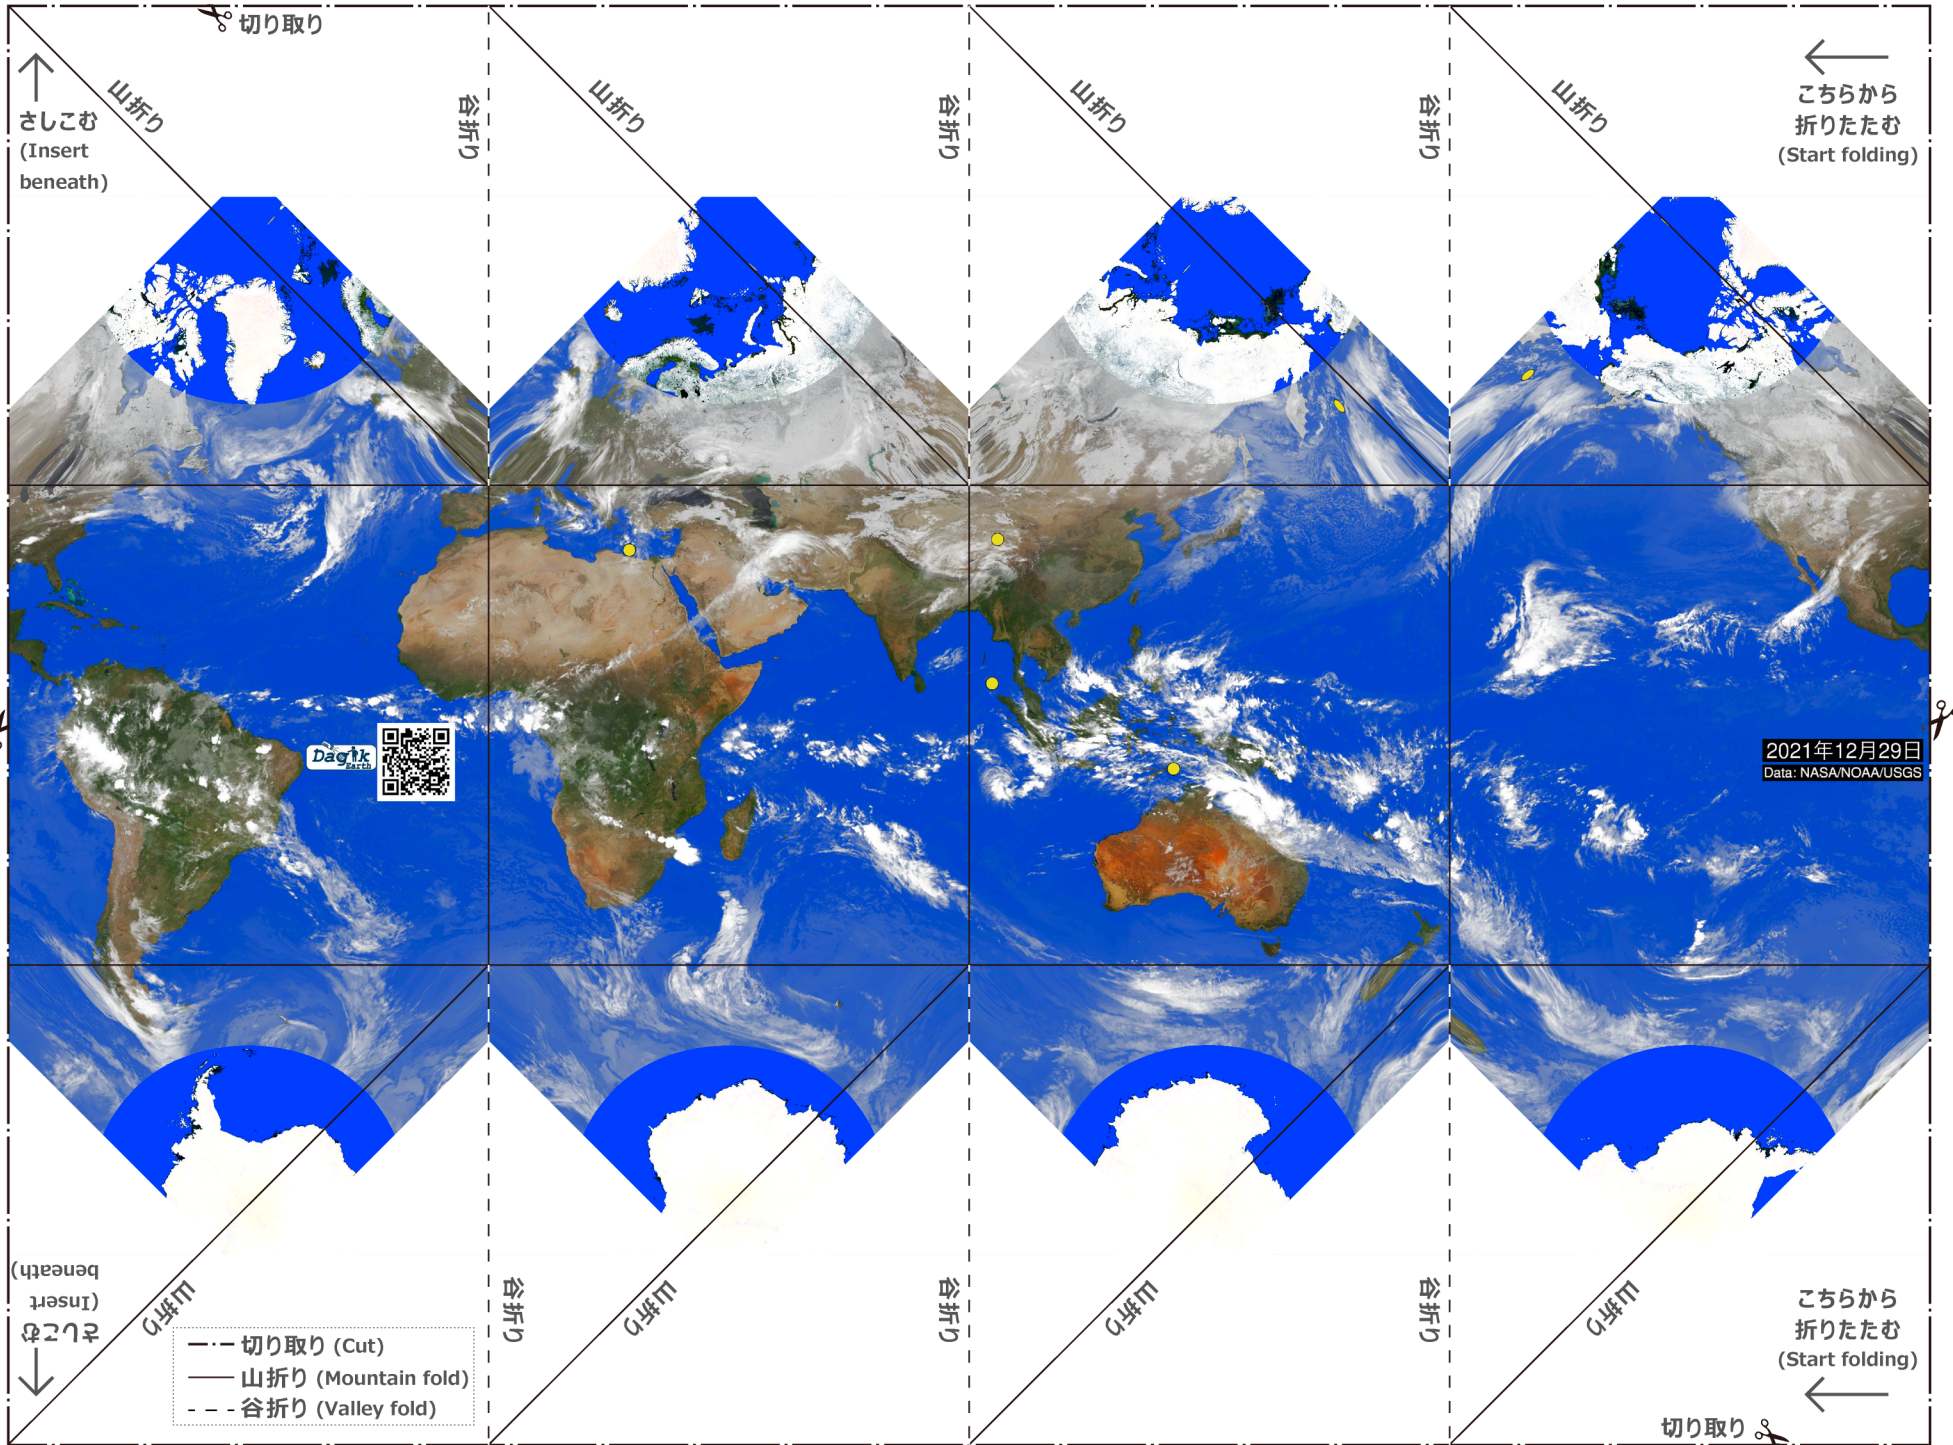 切り取り
さしこむ
(Insert
beneath)
山折り
谷折り
山折り
谷折り
山折り
谷折り
山折り
こちらから
折りたたむ
(Start folding)
Dagik
Earth
2021年12月29日
Data: NASA/NOAA/USGS
さしこむ
(Insert
beneath)
山折り
谷折り
山折り
谷折り
山折り
谷折り
山折り
こちらから
折りたたむ
(Start folding)
切り取り (Cut)
山折り (Mountain fold)
谷折り (Valley fold)
切り取り